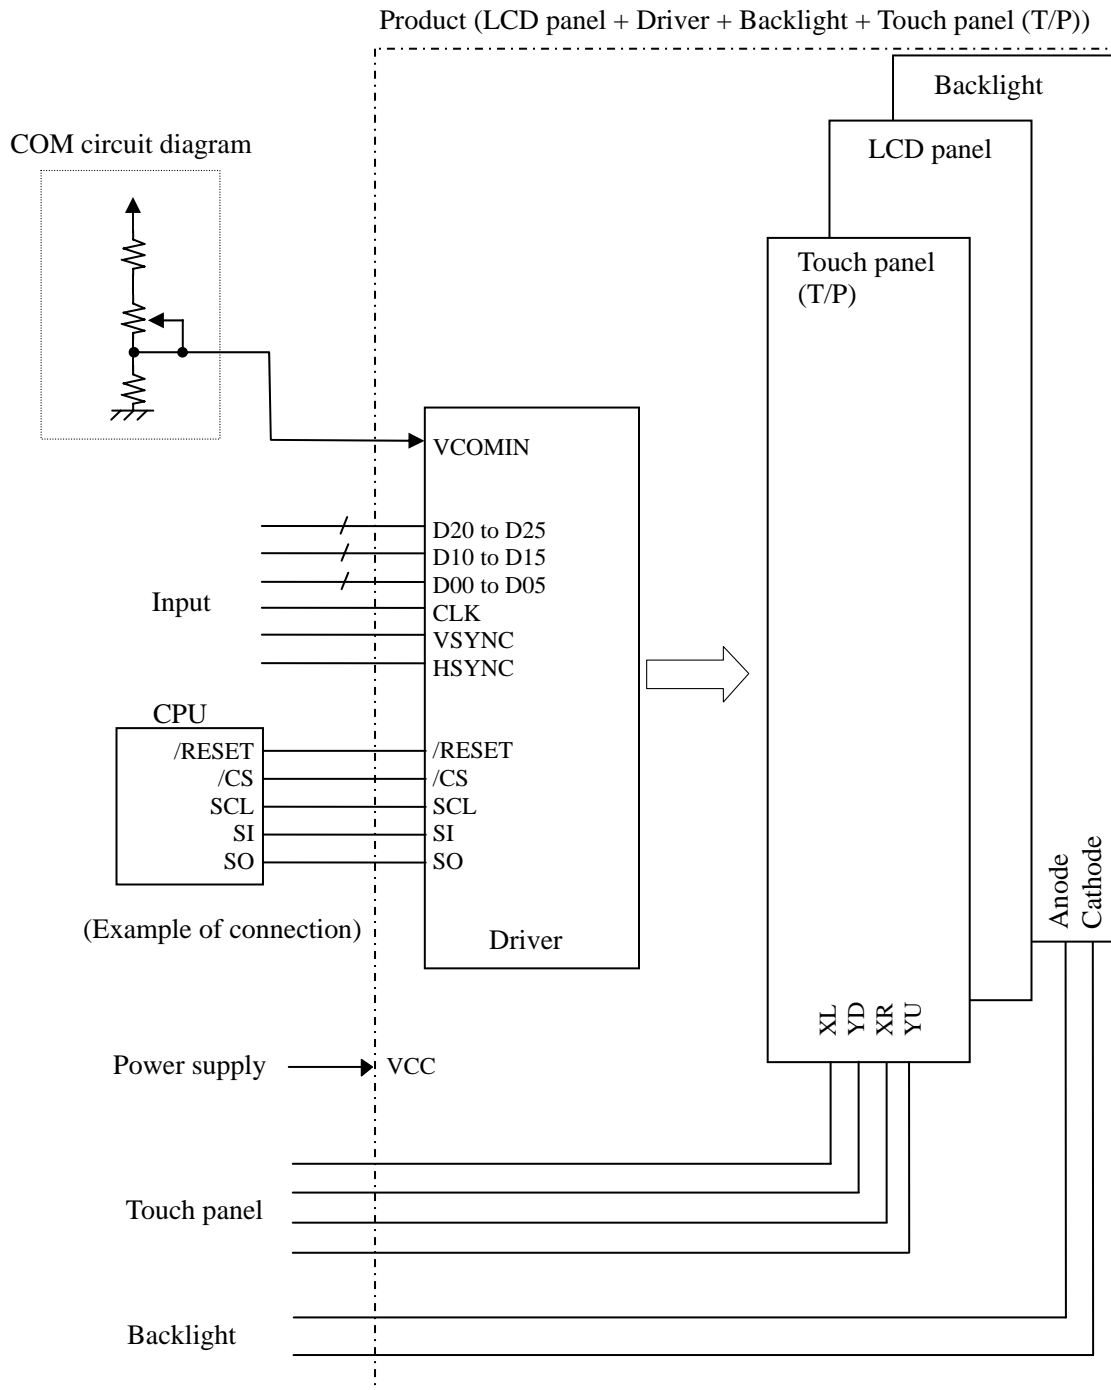 Product (LCD panel + Driver + Backlight + Touch panel (T/P))
Backlight
COM circuit diagram
LCD panel
Touch panel
(T/P)
VCOMIN
D20 to D25
D10 to D15
D00 to D05
Input
CLK
VSYNC
HSYNC
CPU
/RESET
/RESET
/CS
/CS
SCL
SCL
SI
SI
SO
SO
Anode
Cathode
(Example of connection)
Driver
XL
YD
XR
YU
Power supply
VCC
Touch panel
Backlight